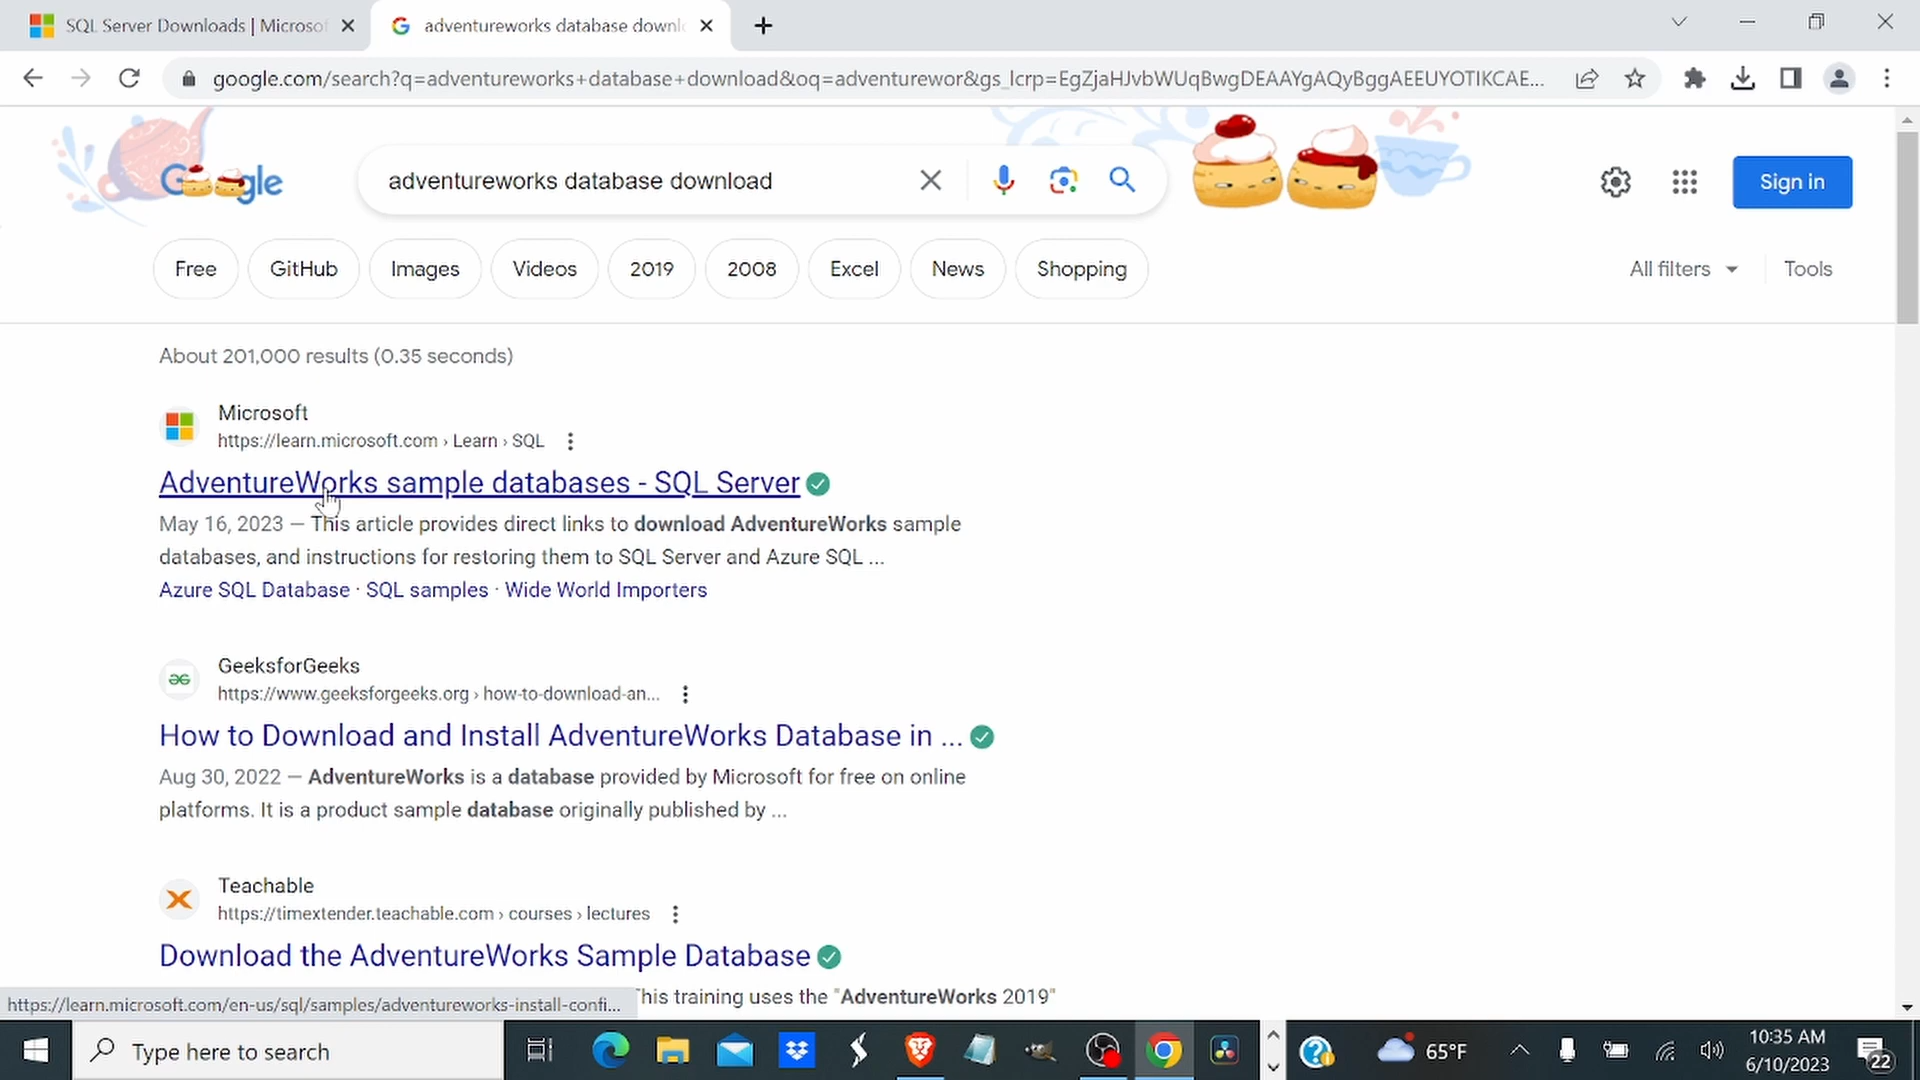 SQL Server Downloads | Microsof
adventureworks database downl
google.com/search?q=adventureworks+database+download&oq=adventurewor&gs_lcrp=EgZjaHJvbWUqBwgDEAAYgAQyBggAEEUYOTIKCAE...
Google
adventureworks database download
Sign in
Free GitHub Images Videos 2019 2008 Excel News Shopping
All filters Tools
About 201,000 results (0.35 seconds)
Microsoft
https://learn.microsoft.com › Learn › SQL
AdventureWorks sample databases - SQL Server
May 16, 2023 — This article provides direct links to download AdventureWorks sample
databases, and instructions for restoring them to SQL Server and Azure SQL ...
Azure SQL Database · SQL samples · Wide World Importers
GeeksforGeeks
https://www.geeksforgeeks.org › how-to-download-an...
How to Download and Install AdventureWorks Database in ...
Aug 30, 2022 — AdventureWorks is a database provided by Microsoft for free on online
platforms. It is a product sample database originally published by ...
Teachable
https://timextender.teachable.com › courses › lectures
Download the AdventureWorks Sample Database
https://learn.microsoft.com/en-us/sql/samples/adventureworks-install-confi...
This training uses the "AdventureWorks 2019"
Type here to search
65°F
10:35 AM
6/10/2023
22